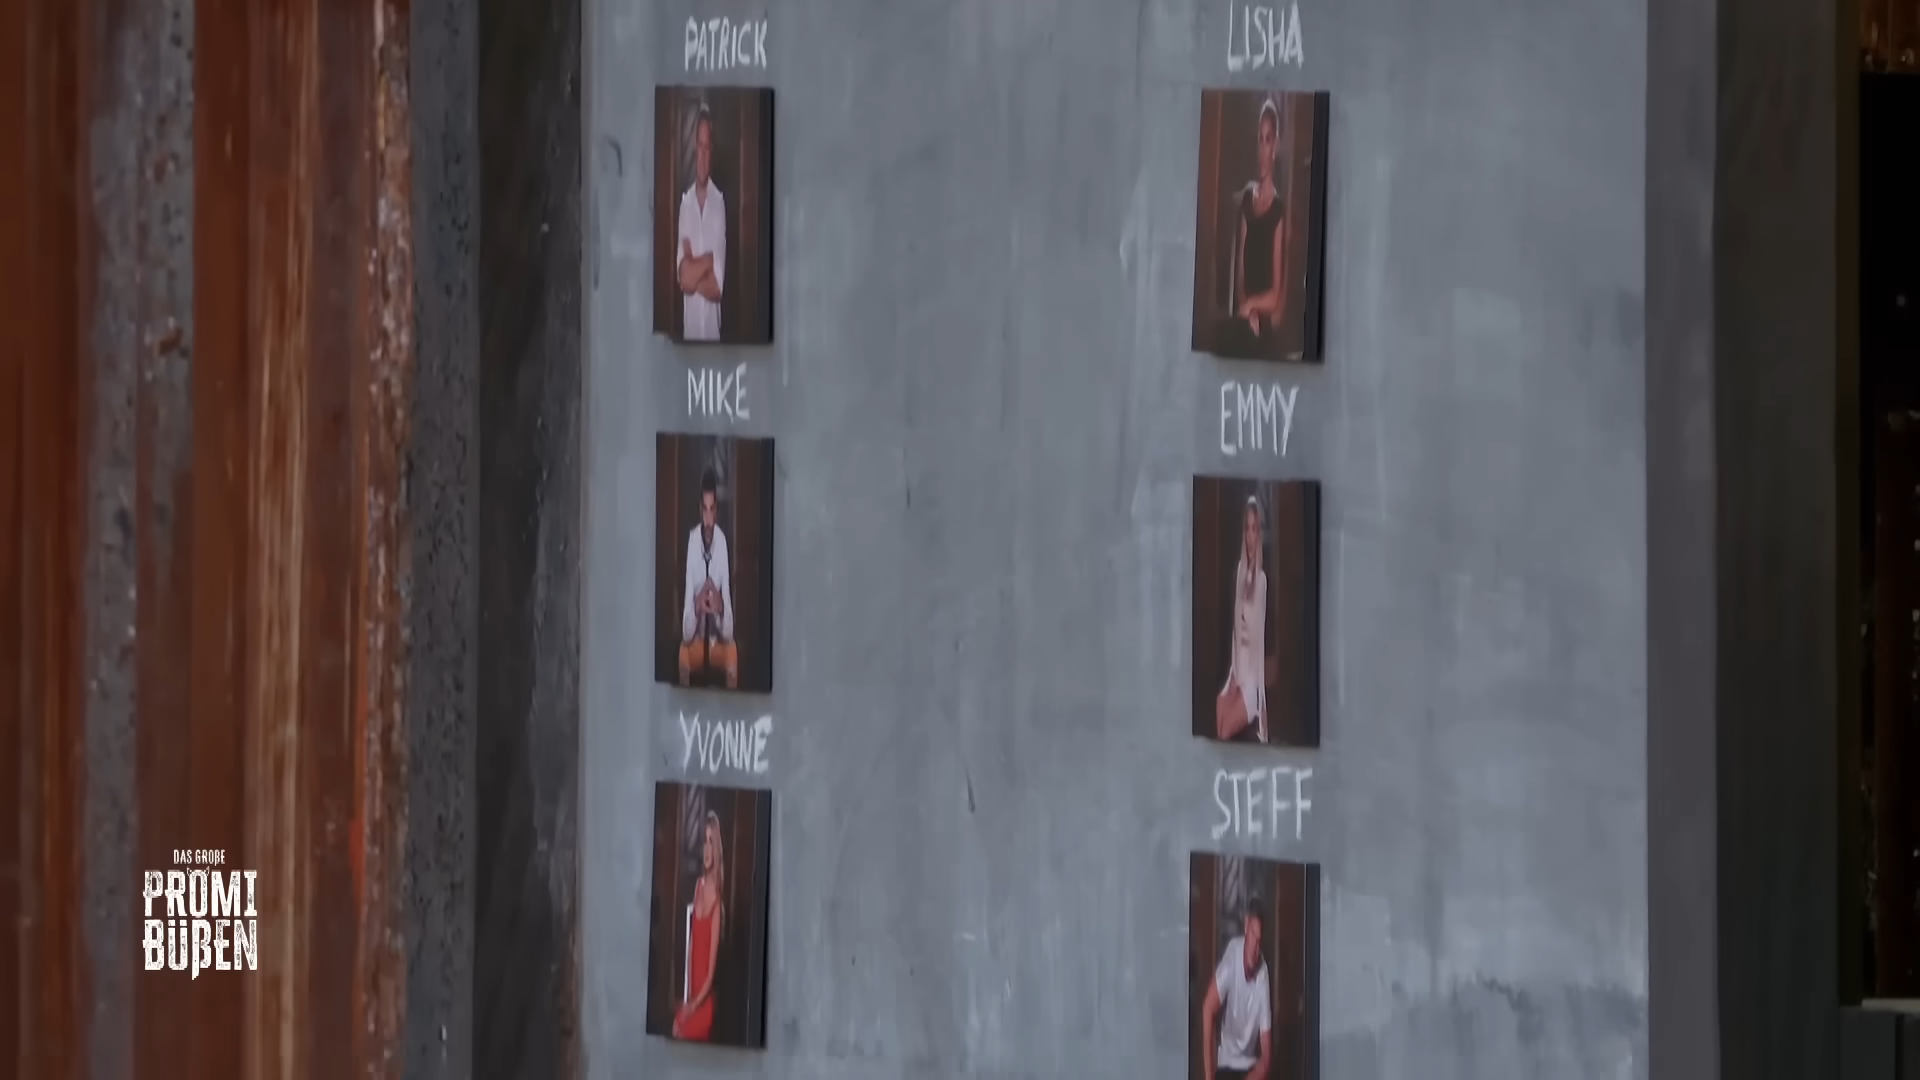 PATRICK
LISHA
MIKE
EMMY
YVONNE
STEFF
DAS GROẞE
PROMI
BÜẞEN